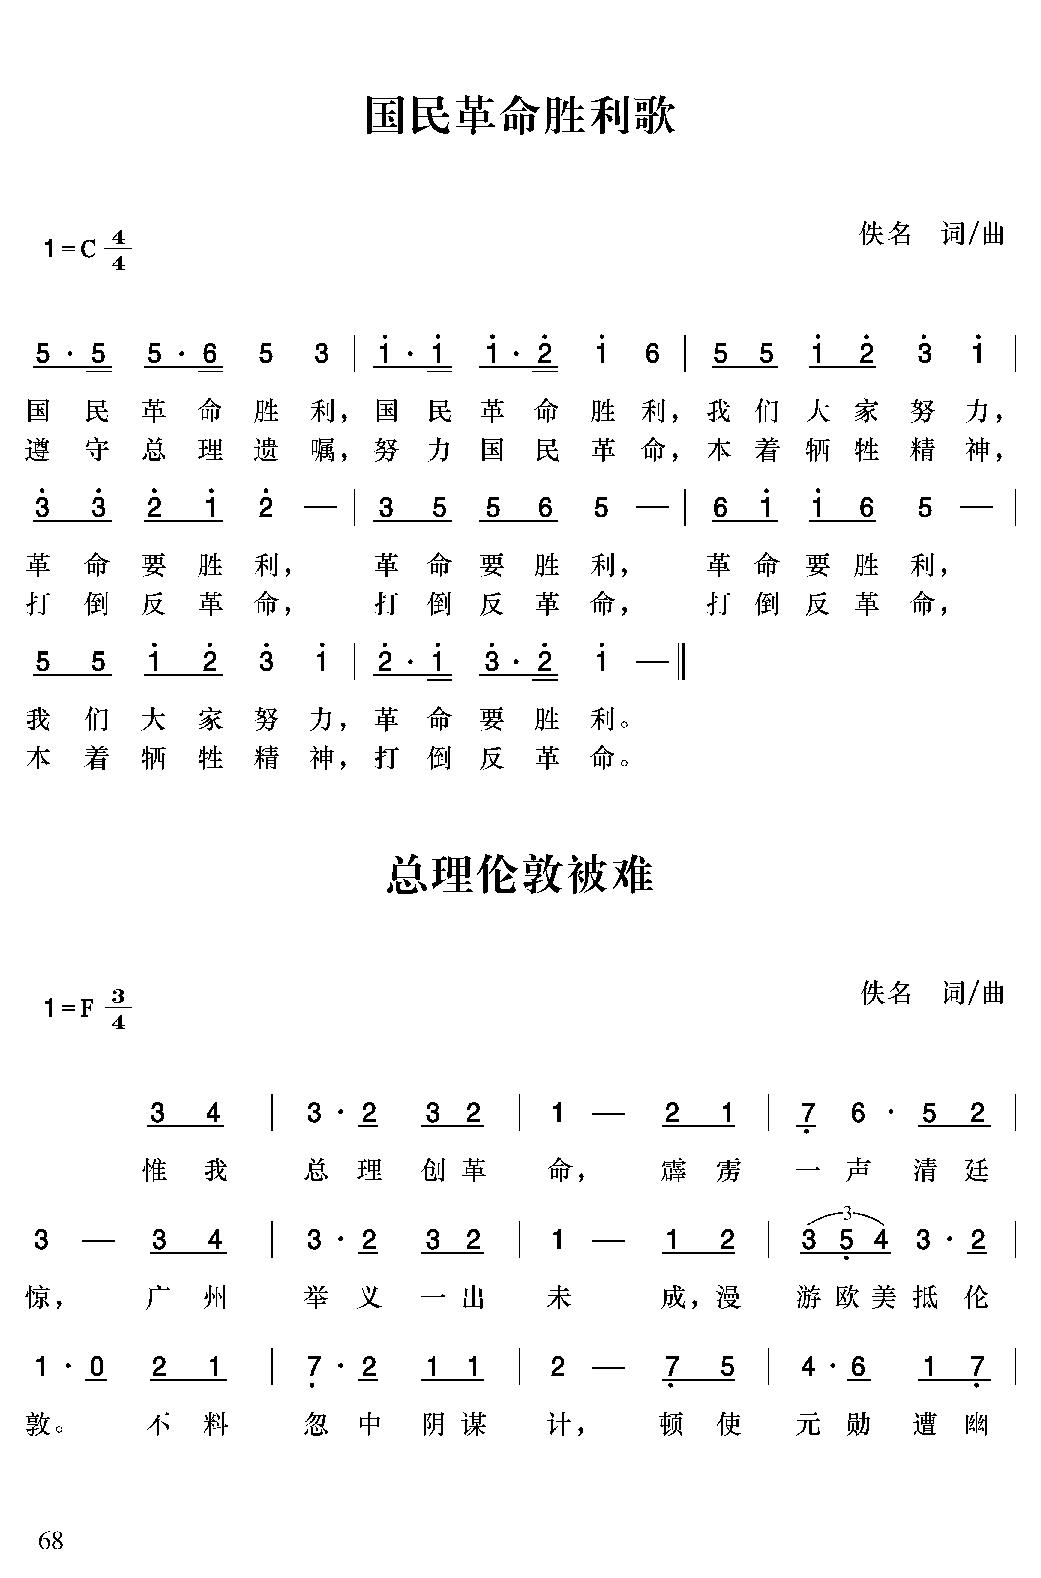 国民革命胜利歌
佚名 词/曲
1=C 4/4
5·5 5·6 5 3 | i·i i·2̇ i 6 | 5 5 i 2̇ 3̇ i |
国民革命胜利,国民革命胜利,我们大家努力,
遵守总理遗嘱,努力国民革命,本着牺牲精神,
3̇ 3̇ 2̇ i 2̇ — | 3 5 5 6 5 — | 6 i i 6 5 — |
革命要胜利, 革命要胜利, 革命要胜利,
打倒反革命, 打倒反革命, 打倒反革命,
5 5 i 2̇ 3̇ i | 2̇·i 3̇·2̇ i — ‖
我们大家努力,革命要胜利。
本着牺牲精神,打倒反革命。
总理伦敦被难
佚名 词/曲
1=F 3/4
3 4 | 3·2 3 2 | 1 — 2 1 | 7̣ 6· 5 2 |
惟我 总理创革 命, 霹雳 一声清廷
3 — 3 4 | 3·2 3 2 | 1 — 1 2 | 3 5̣ 4 3·2 |
3
惊, 广州 举义一出 未 成,漫 游欧美抵伦
1·0 2 1 | 7̣·2 1 1 | 2 — 7̣ 5 | 4·6 1 7̣ |
敦。 不料 忽中阴谋 计, 顿使 元勋遭幽
68